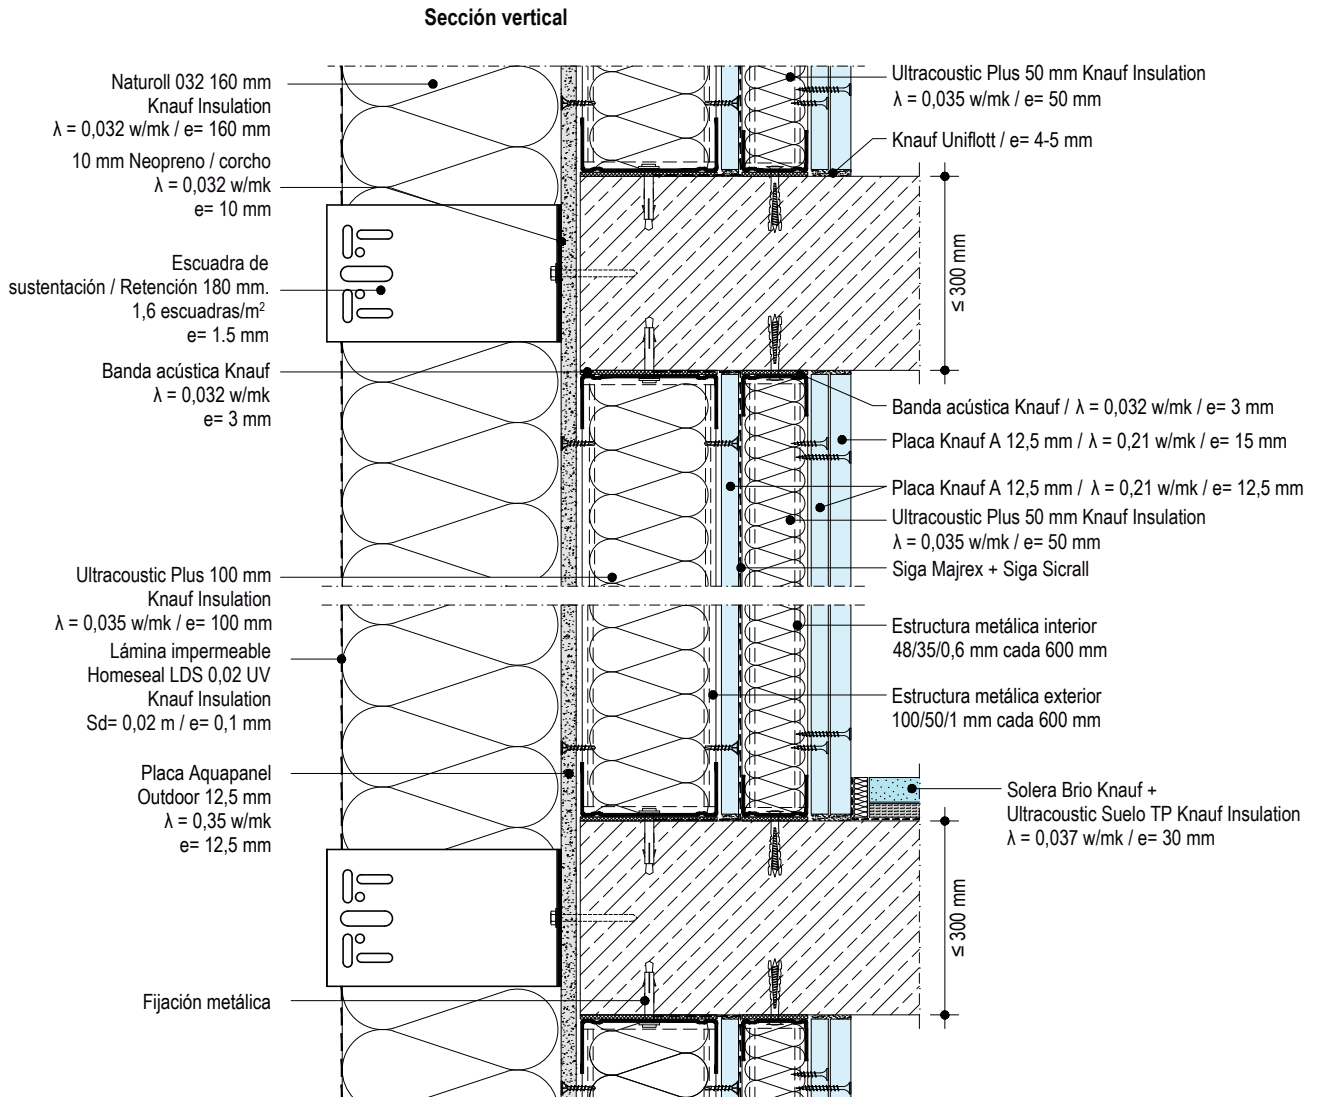 Sección vertical
Naturoll 032 160 mm
Knauf Insulation
λ = 0,032 w/mk / e= 160 mm
10 mm Neopreno / corcho
λ = 0,032 w/mk
e= 10 mm
Escuadra de
sustentación / Retención 180 mm.
1,6 escuadras/m²
e= 1.5 mm
Banda acústica Knauf
λ = 0,032 w/mk
e= 3 mm
Ultracoustic Plus 100 mm
Knauf Insulation
λ = 0,035 w/mk / e= 100 mm
Lámina impermeable
Homeseal LDS 0,02 UV
Knauf Insulation
Sd= 0,02 m / e= 0,1 mm
Placa Aquapanel
Outdoor 12,5 mm
λ = 0,35 w/mk
e= 12,5 mm
Fijación metálica
Ultracoustic Plus 50 mm Knauf Insulation
λ = 0,035 w/mk / e= 50 mm
Knauf Uniflott / e= 4-5 mm
≤ 300 mm
Banda acústica Knauf / λ = 0,032 w/mk / e= 3 mm
Placa Knauf A 12,5 mm / λ = 0,21 w/mk / e= 15 mm
Placa Knauf A 12,5 mm / λ = 0,21 w/mk / e= 12,5 mm
Ultracoustic Plus 50 mm Knauf Insulation
λ = 0,035 w/mk / e= 50 mm
Siga Majrex + Siga Sicrall
Estructura metálica interior
48/35/0,6 mm cada 600 mm
Estructura metálica exterior
100/50/1 mm cada 600 mm
Solera Brio Knauf +
Ultracoustic Suelo TP Knauf Insulation
λ = 0,037 w/mk / e= 30 mm
≤ 300 mm